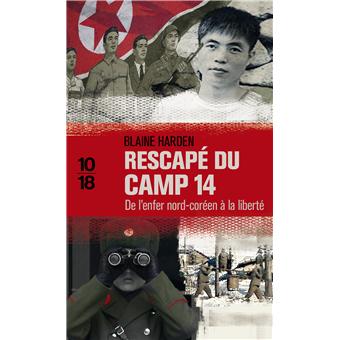 BLAINE HARDEN
RESCAPÉ DU
CAMP 14
De l'enfer nord-coréen à la liberté
10
18